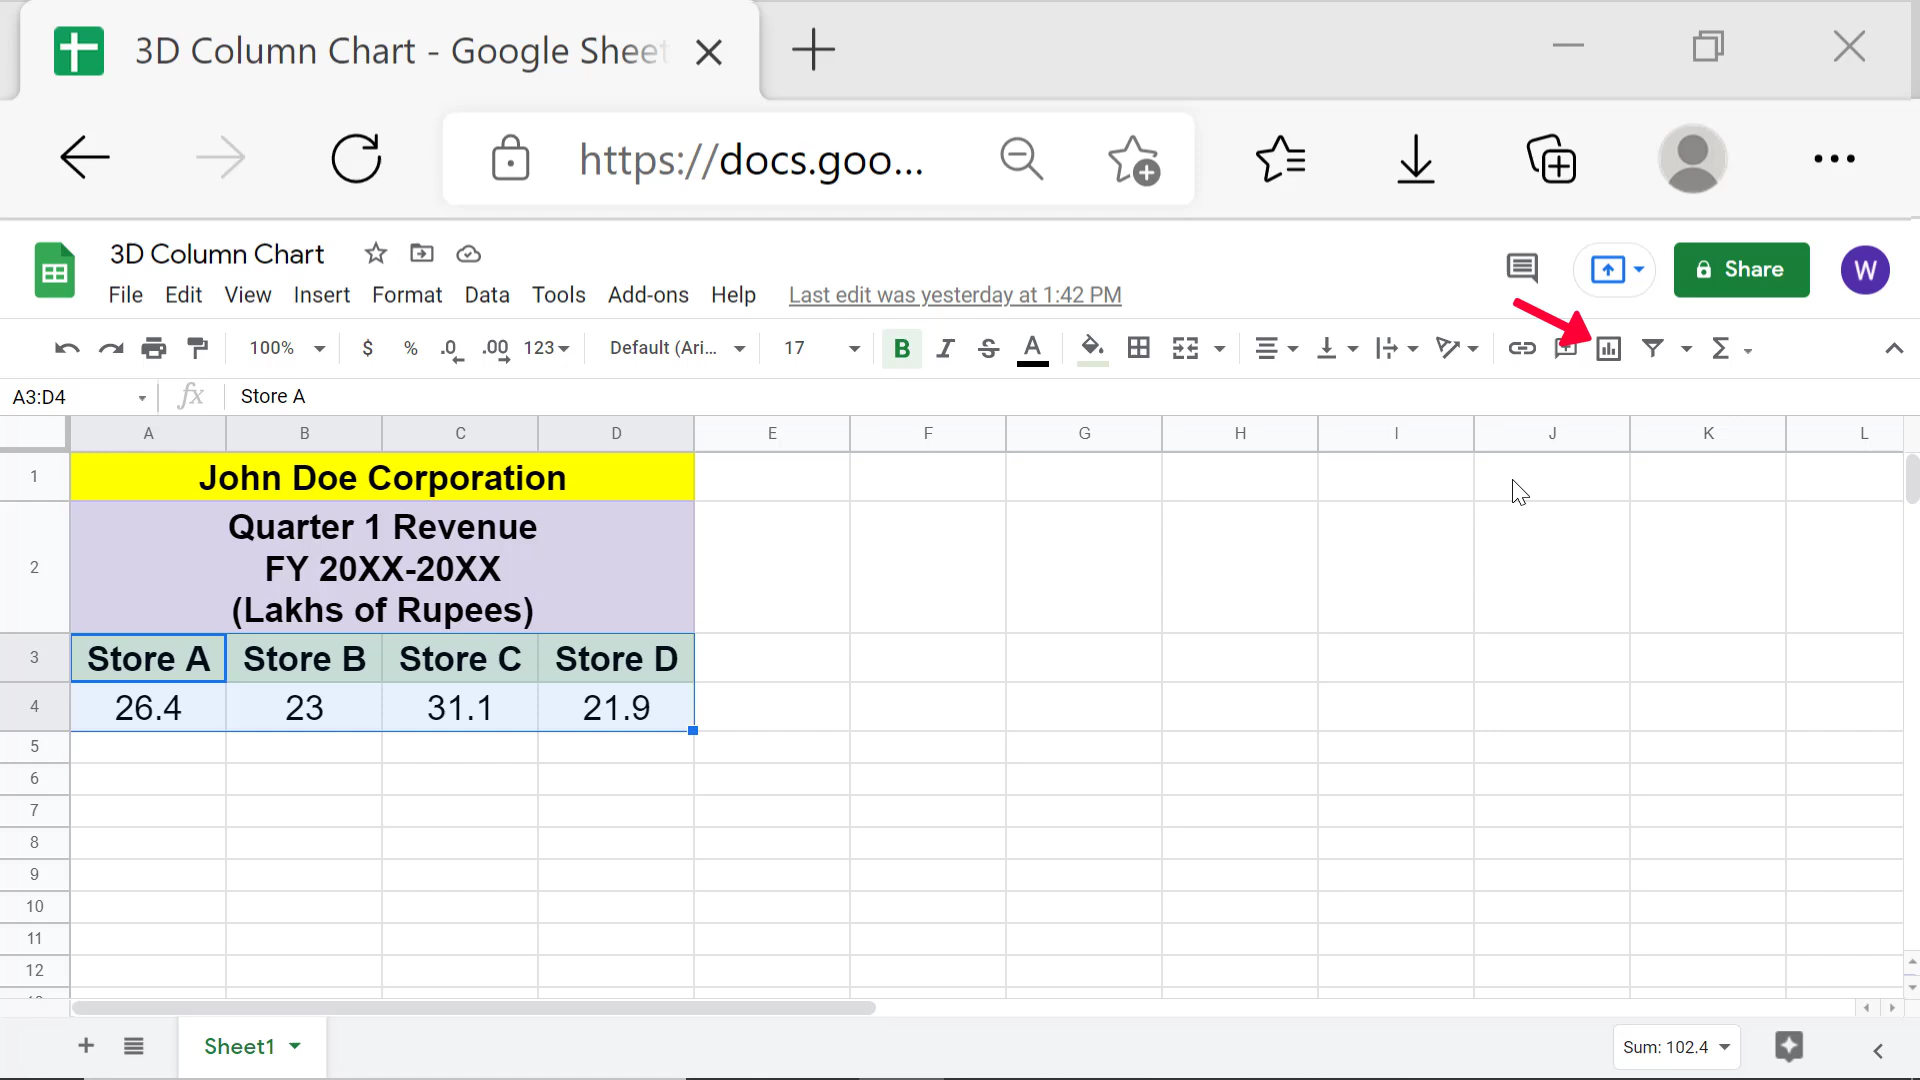 3D Column Chart - Google Sheet
https://docs.goo...
3D Column Chart
File Edit View Insert Format Data Tools Add-ons Help Last edit was yesterday at 1:42 PM
Share
W
100% $ % .0 .00 123 Default (Ari... 17 B I S A
A3:D4 fx Store A
A B C D E F G H I J K L
1 John Doe Corporation
2 Quarter 1 Revenue
FY 20XX-20XX
(Lakhs of Rupees)
3 Store A Store B Store C Store D
4 26.4 23 31.1 21.9
5
6
7
8
9
10
11
12
Sheet1 Sum: 102.4